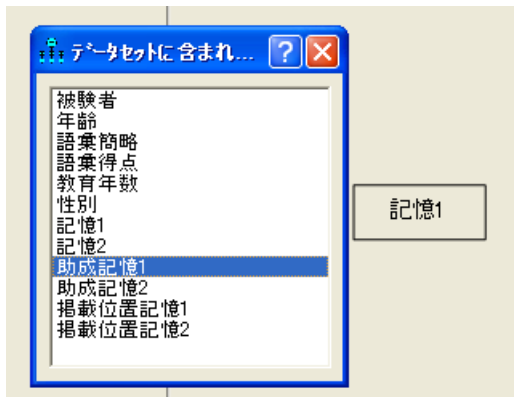 データセットに含まれ...
被験者
年齢
語彙簡略
語彙得点
教育年数
性別
記憶1
記憶2
助成記憶1
助成記憶2
掲載位置記憶1
掲載位置記憶2
記憶1